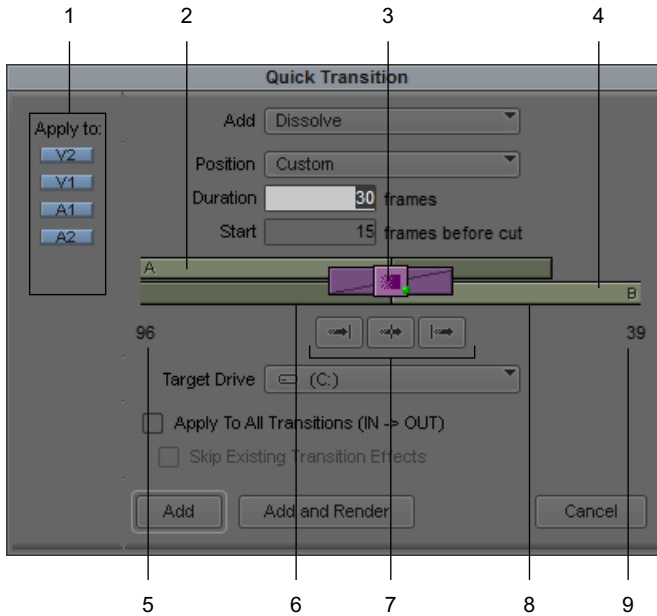 1 2 3 4
Quick Transition
Apply to:
V2
V1
A1
A2
Add Dissolve
Position Custom
Duration 30 frames
Start 15 frames before cut
A
B
96 39
Target Drive (C:)
Apply To All Transitions (IN -> OUT)
Skip Existing Transition Effects
Add Add and Render Cancel
5 6 7 8 9